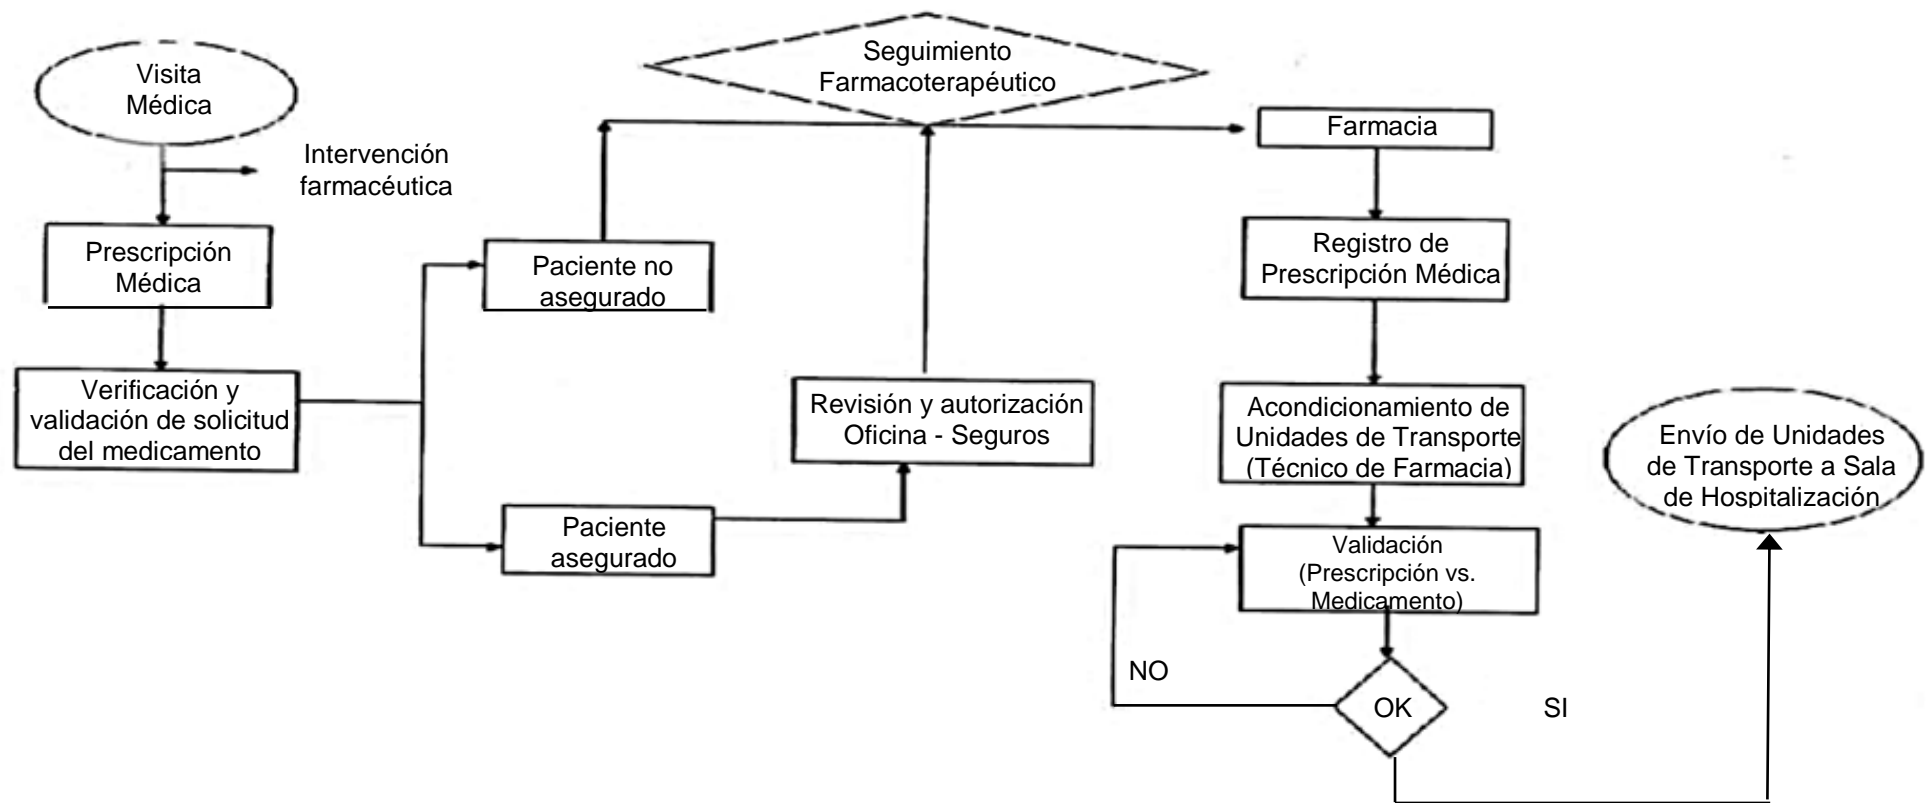 Visita
Médica
Intervención
farmacéutica
Prescripción
Médica
Verificación y
validación de solicitud
del medicamento
Paciente no
asegurado
Paciente
asegurado
Revisión y autorización
Oficina - Seguros
Seguimiento
Farmacoterapéutico
Farmacia
Registro de
Prescripción Médica
Acondicionamiento de
Unidades de Transporte
(Técnico de Farmacia)
Validación
(Prescripción vs.
Medicamento)
NO
OK
SI
Envío de Unidades
de Transporte a Sala
de Hospitalización